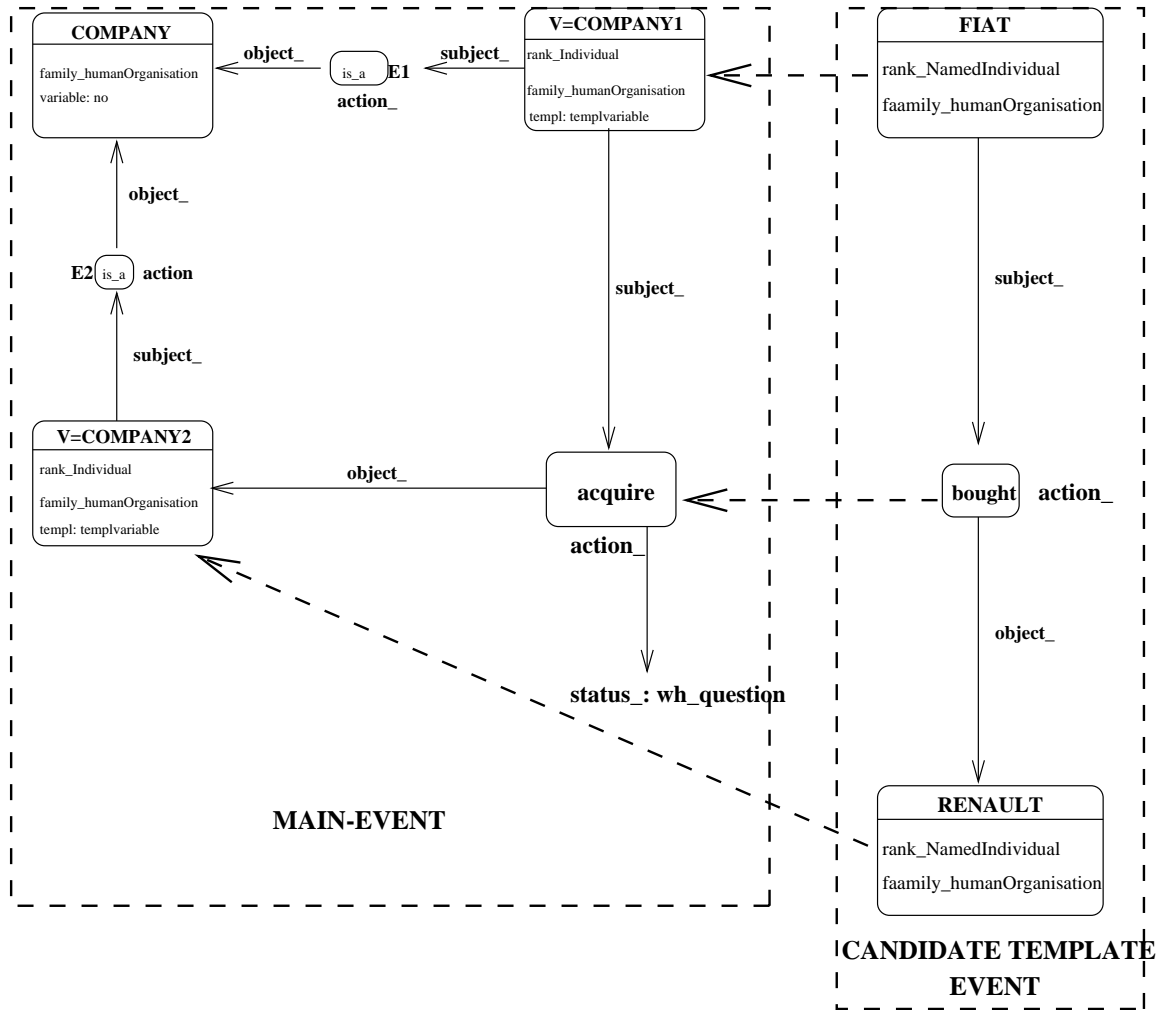 COMPANY
family_humanOrganisation
variable: no
object_
is_a
E1
action_
subject_
V=COMPANY1
rank_Individual
family_humanOrganisation
templ: templvariable
FIAT
rank_NamedIndividual
faamily_humanOrganisation
object_
E2
is_a
action
subject_
subject_
subject_
V=COMPANY2
rank_Individual
family_humanOrganisation
templ: templvariable
object_
acquire
action_
bought
action_
object_
status_: wh_question
MAIN-EVENT
RENAULT
rank_NamedIndividual
faamily_humanOrganisation
CANDIDATE TEMPLATE
EVENT